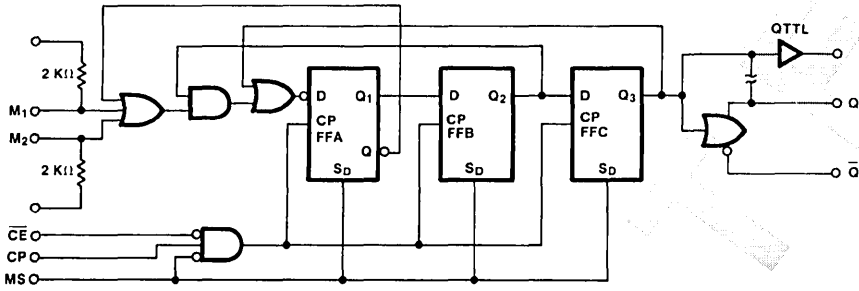 QTTL
2 KΩ
M1
M2
2 KΩ
D Q1
CP
FFA
Q
SD
D Q2
CP
FFB
SD
D Q3
CP
FFC
SD
Q
Q̅
C̅E̅
CP
MS